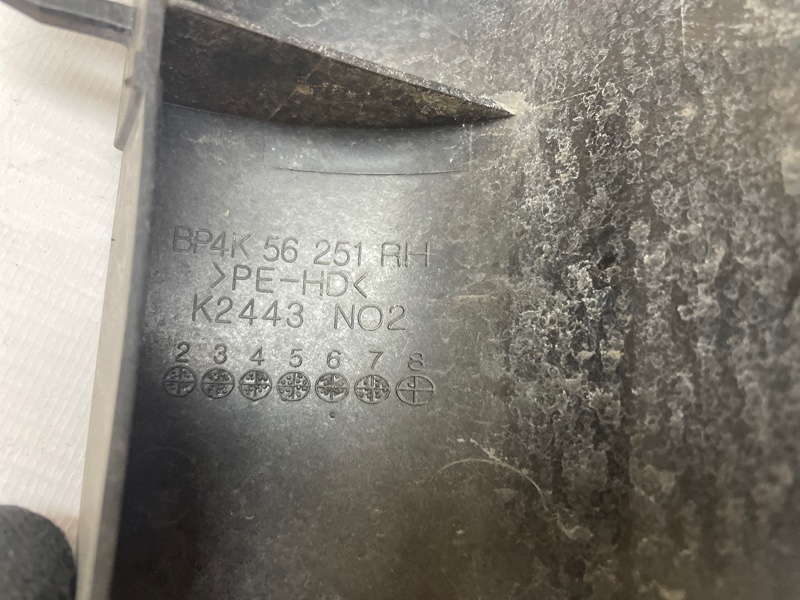 BP4K 56 251 RH
>PE-HD<
K2443 NO2
2 3 4 5 6 7 8